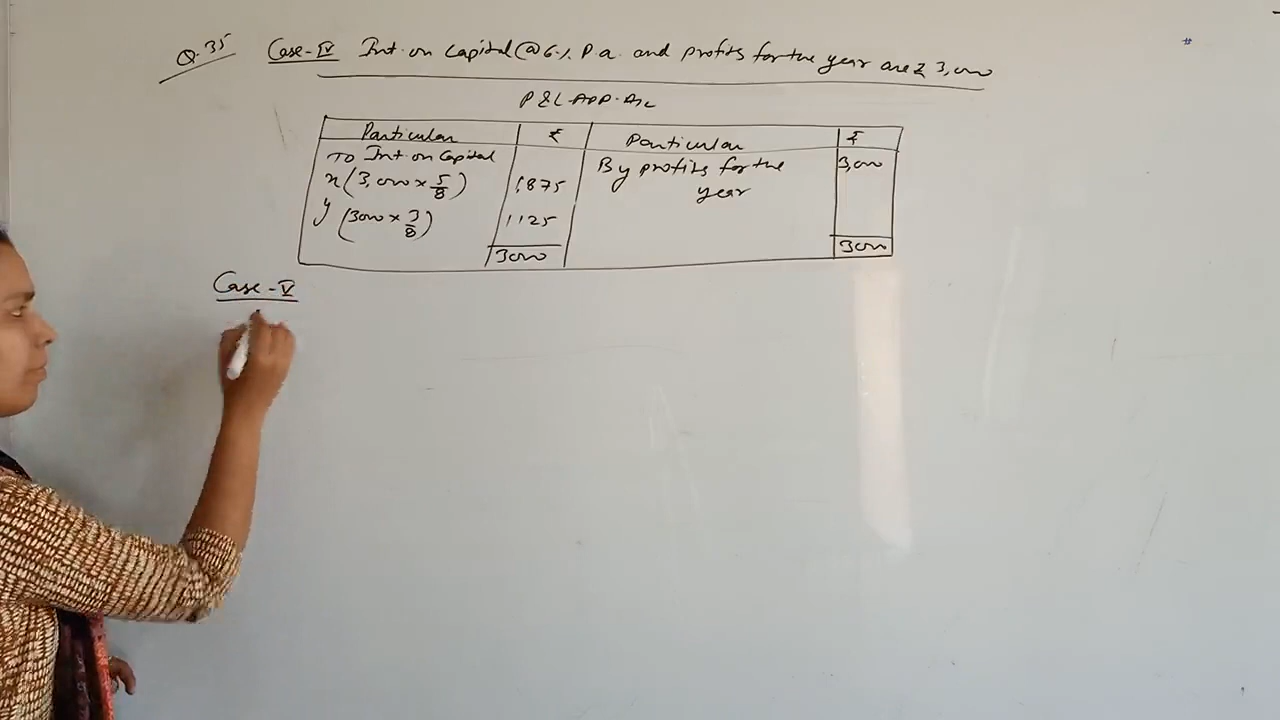 Q.35 Case-IV Int. on Capital @ 6% P.a. and profits for the year are ₹ 3,000
P&L APP. A/c
Particular ₹ Particular ₹
To Int on Capital By profits for the year 3,000
x (3,000 × 5/8) 1,875
y (3000 × 3/8) 1125
3000 3000
Case-V